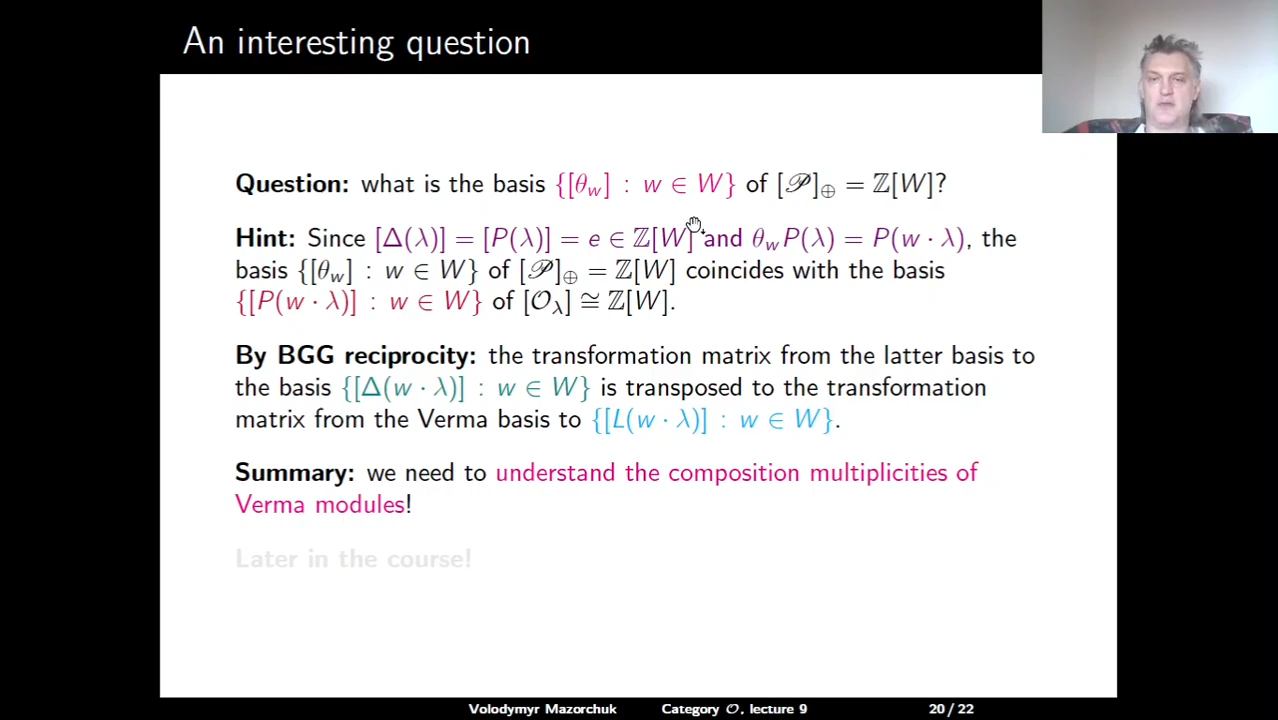 An interesting question
Question: what is the basis {[θ_w] : w ∈ W} of [𝒫]_⊕ = ℤ[W]?
Hint: Since [Δ(λ)] = [P(λ)] = e ∈ ℤ[W] and θ_w P(λ) = P(w · λ), the
basis {[θ_w] : w ∈ W} of [𝒫]_⊕ = ℤ[W] coincides with the basis
{[P(w · λ)] : w ∈ W} of [𝒪_λ] ≅ ℤ[W].
By BGG reciprocity: the transformation matrix from the latter basis to
the basis {[Δ(w · λ)] : w ∈ W} is transposed to the transformation
matrix from the Verma basis to {[L(w · λ)] : w ∈ W}.
Summary: we need to understand the composition multiplicities of
Verma modules!
Later in the course!
Volodymyr Mazorchuk Category 𝒪, lecture 9 20 / 22